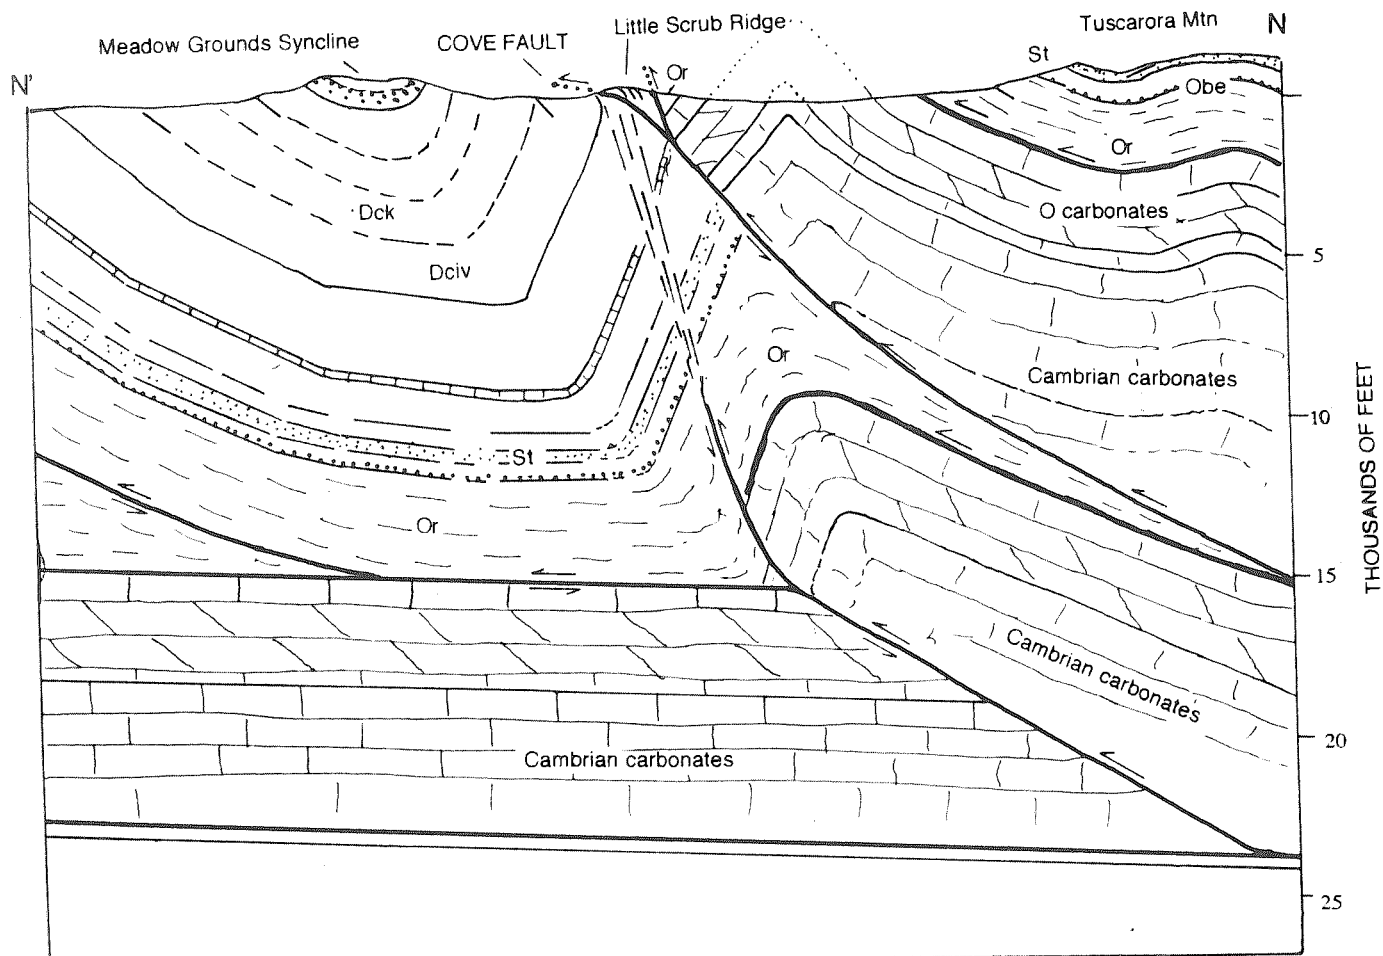 Little Scrub Ridge
Tuscarora Mtn
N
Meadow Grounds Syncline
COVE FAULT
N'
Or
St
Obe
Or
Dck
O carbonates
Dciv
5
Or
Cambrian carbonates
10
THOUSANDS OF FEET
St
Or
15
Cambrian carbonates
20
Cambrian carbonates
25